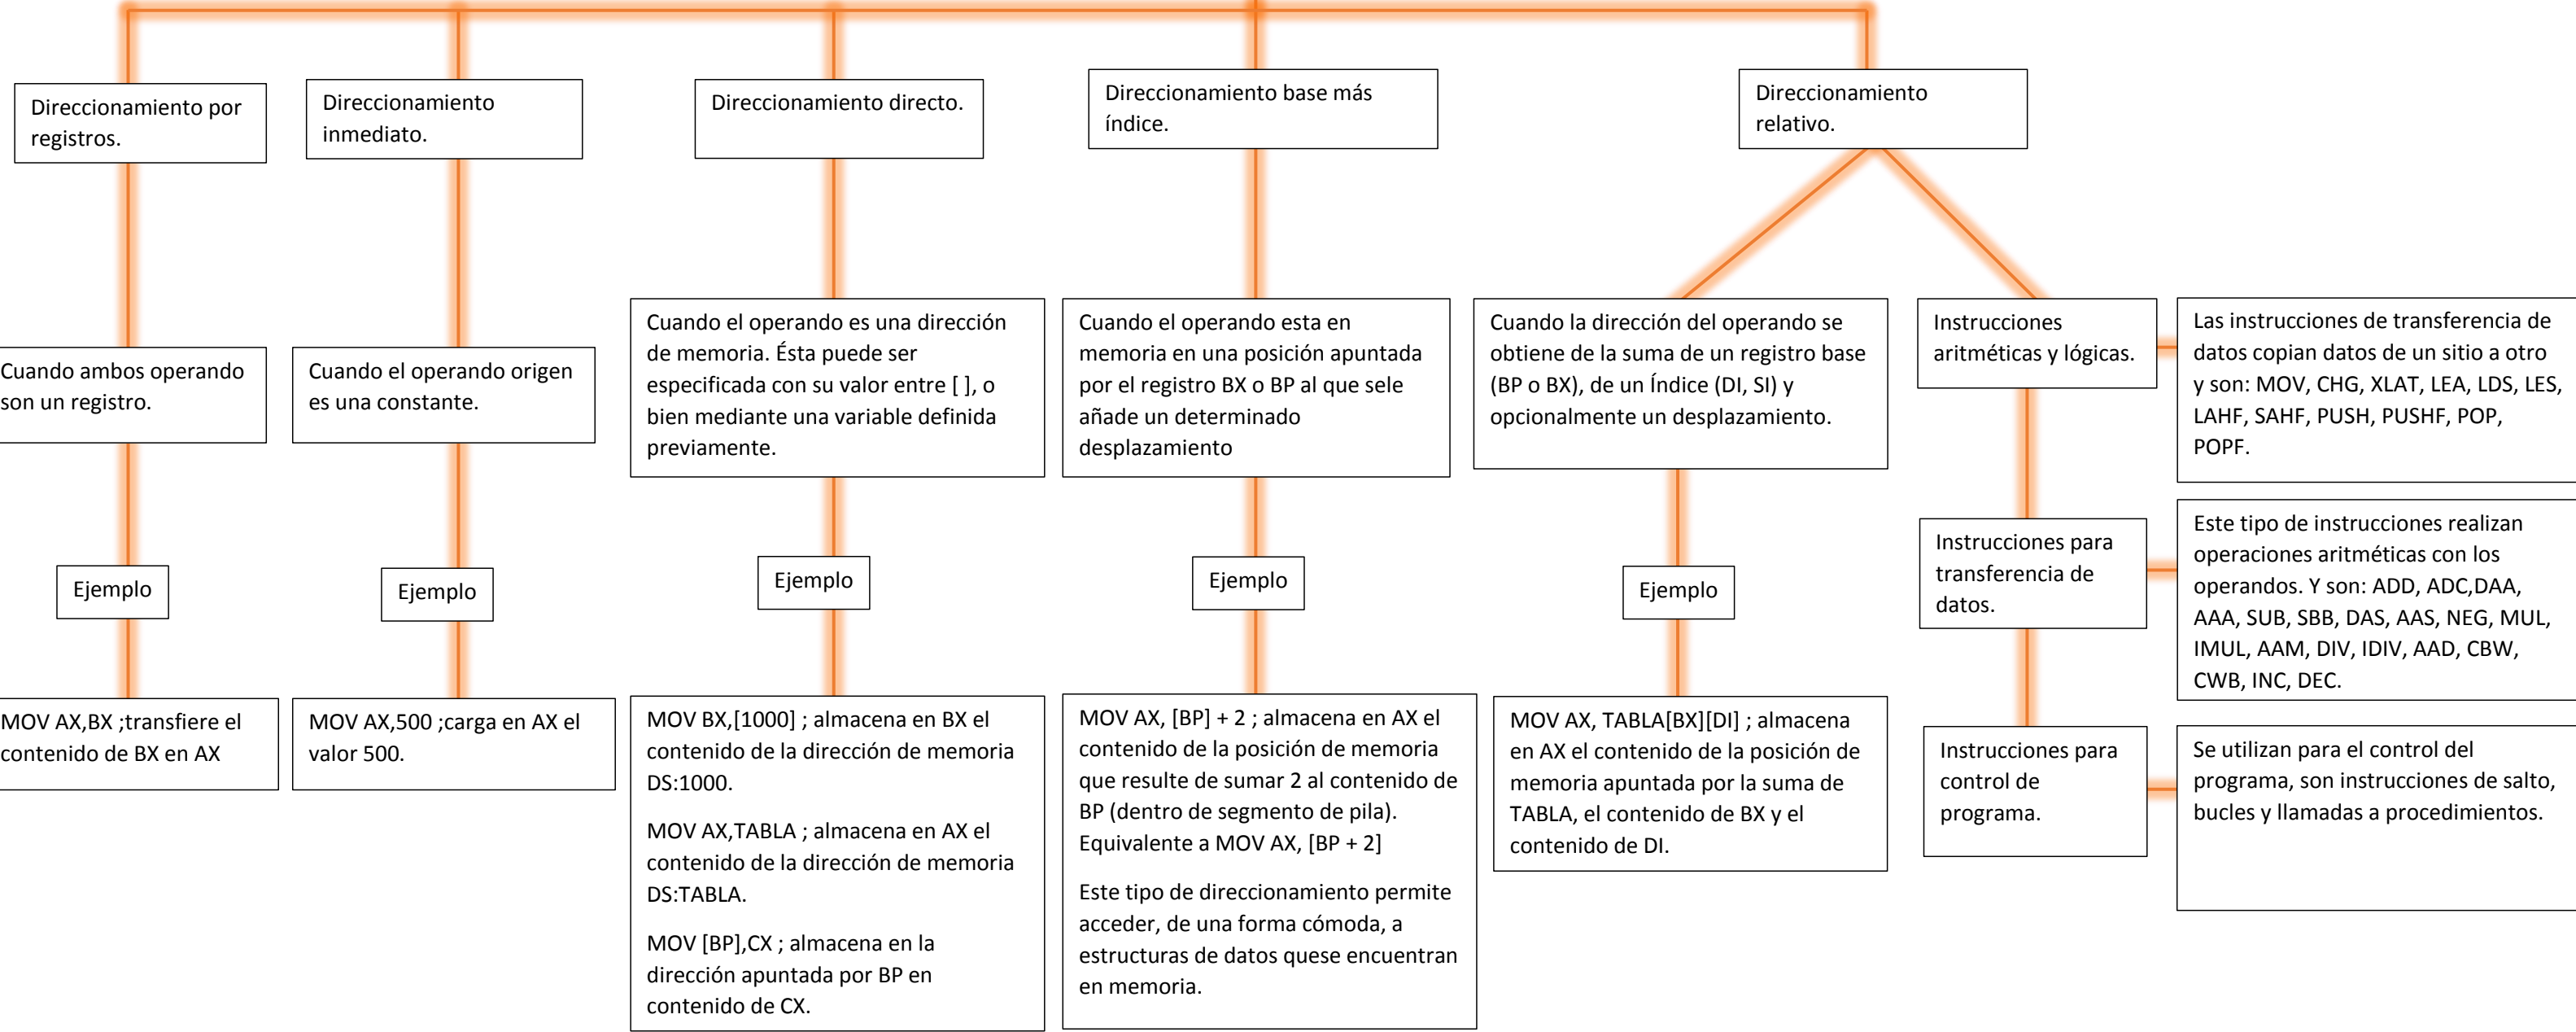 Direccionamiento por
registros.
Direccionamiento
inmediato.
Direccionamiento directo.
Direccionamiento base más
índice.
Direccionamiento
relativo.
Cuando ambos operando
son un registro.
Cuando el operando origen
es una constante.
Cuando el operando es una dirección
de memoria. Ésta puede ser
especificada con su valor entre [ ], o
bien mediante una variable definida
previamente.
Cuando el operando esta en
memoria en una posición apuntada
por el registro BX o BP al que sele
añade un determinado
desplazamiento
Cuando la dirección del operando se
obtiene de la suma de un registro base
(BP o BX), de un Índice (DI, SI) y
opcionalmente un desplazamiento.
Instrucciones
aritméticas y lógicas.
Las instrucciones de transferencia de
datos copian datos de un sitio a otro
y son: MOV, CHG, XLAT, LEA, LDS, LES,
LAHF, SAHF, PUSH, PUSHF, POP,
POPF.
Instrucciones para
transferencia de
datos.
Este tipo de instrucciones realizan
operaciones aritméticas con los
operandos. Y son: ADD, ADC,DAA,
AAA, SUB, SBB, DAS, AAS, NEG, MUL,
IMUL, AAM, DIV, IDIV, AAD, CBW,
CWB, INC, DEC.
Instrucciones para
control de
programa.
Se utilizan para el control del
programa, son instrucciones de salto,
bucles y llamadas a procedimientos.
Ejemplo
Ejemplo
Ejemplo
Ejemplo
Ejemplo
MOV AX,BX ;transfiere el
contenido de BX en AX
MOV AX,500 ;carga en AX el
valor 500.
MOV BX,[1000] ; almacena en BX el
contenido de la dirección de memoria
DS:1000.
MOV AX,TABLA ; almacena en AX el
contenido de la dirección de memoria
DS:TABLA.
MOV [BP],CX ; almacena en la
dirección apuntada por BP en
contenido de CX.
MOV AX, [BP] + 2 ; almacena en AX el
contenido de la posición de memoria
que resulte de sumar 2 al contenido de
BP (dentro de segmento de pila).
Equivalente a MOV AX, [BP + 2]
Este tipo de direccionamiento permite
acceder, de una forma cómoda, a
estructuras de datos quese encuentran
en memoria.
MOV AX, TABLA[BX][DI] ; almacena
en AX el contenido de la posición de
memoria apuntada por la suma de
TABLA, el contenido de BX y el
contenido de DI.